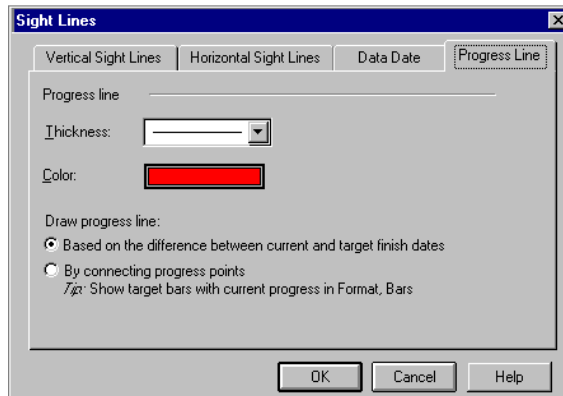 Sight Lines
Vertical Sight Lines Horizontal Sight Lines Data Date Progress Line
Progress line
Thickness:
Color:
Draw progress line:
Based on the difference between current and target finish dates
By connecting progress points
Tip: Show target bars with current progress in Format, Bars
OK Cancel Help